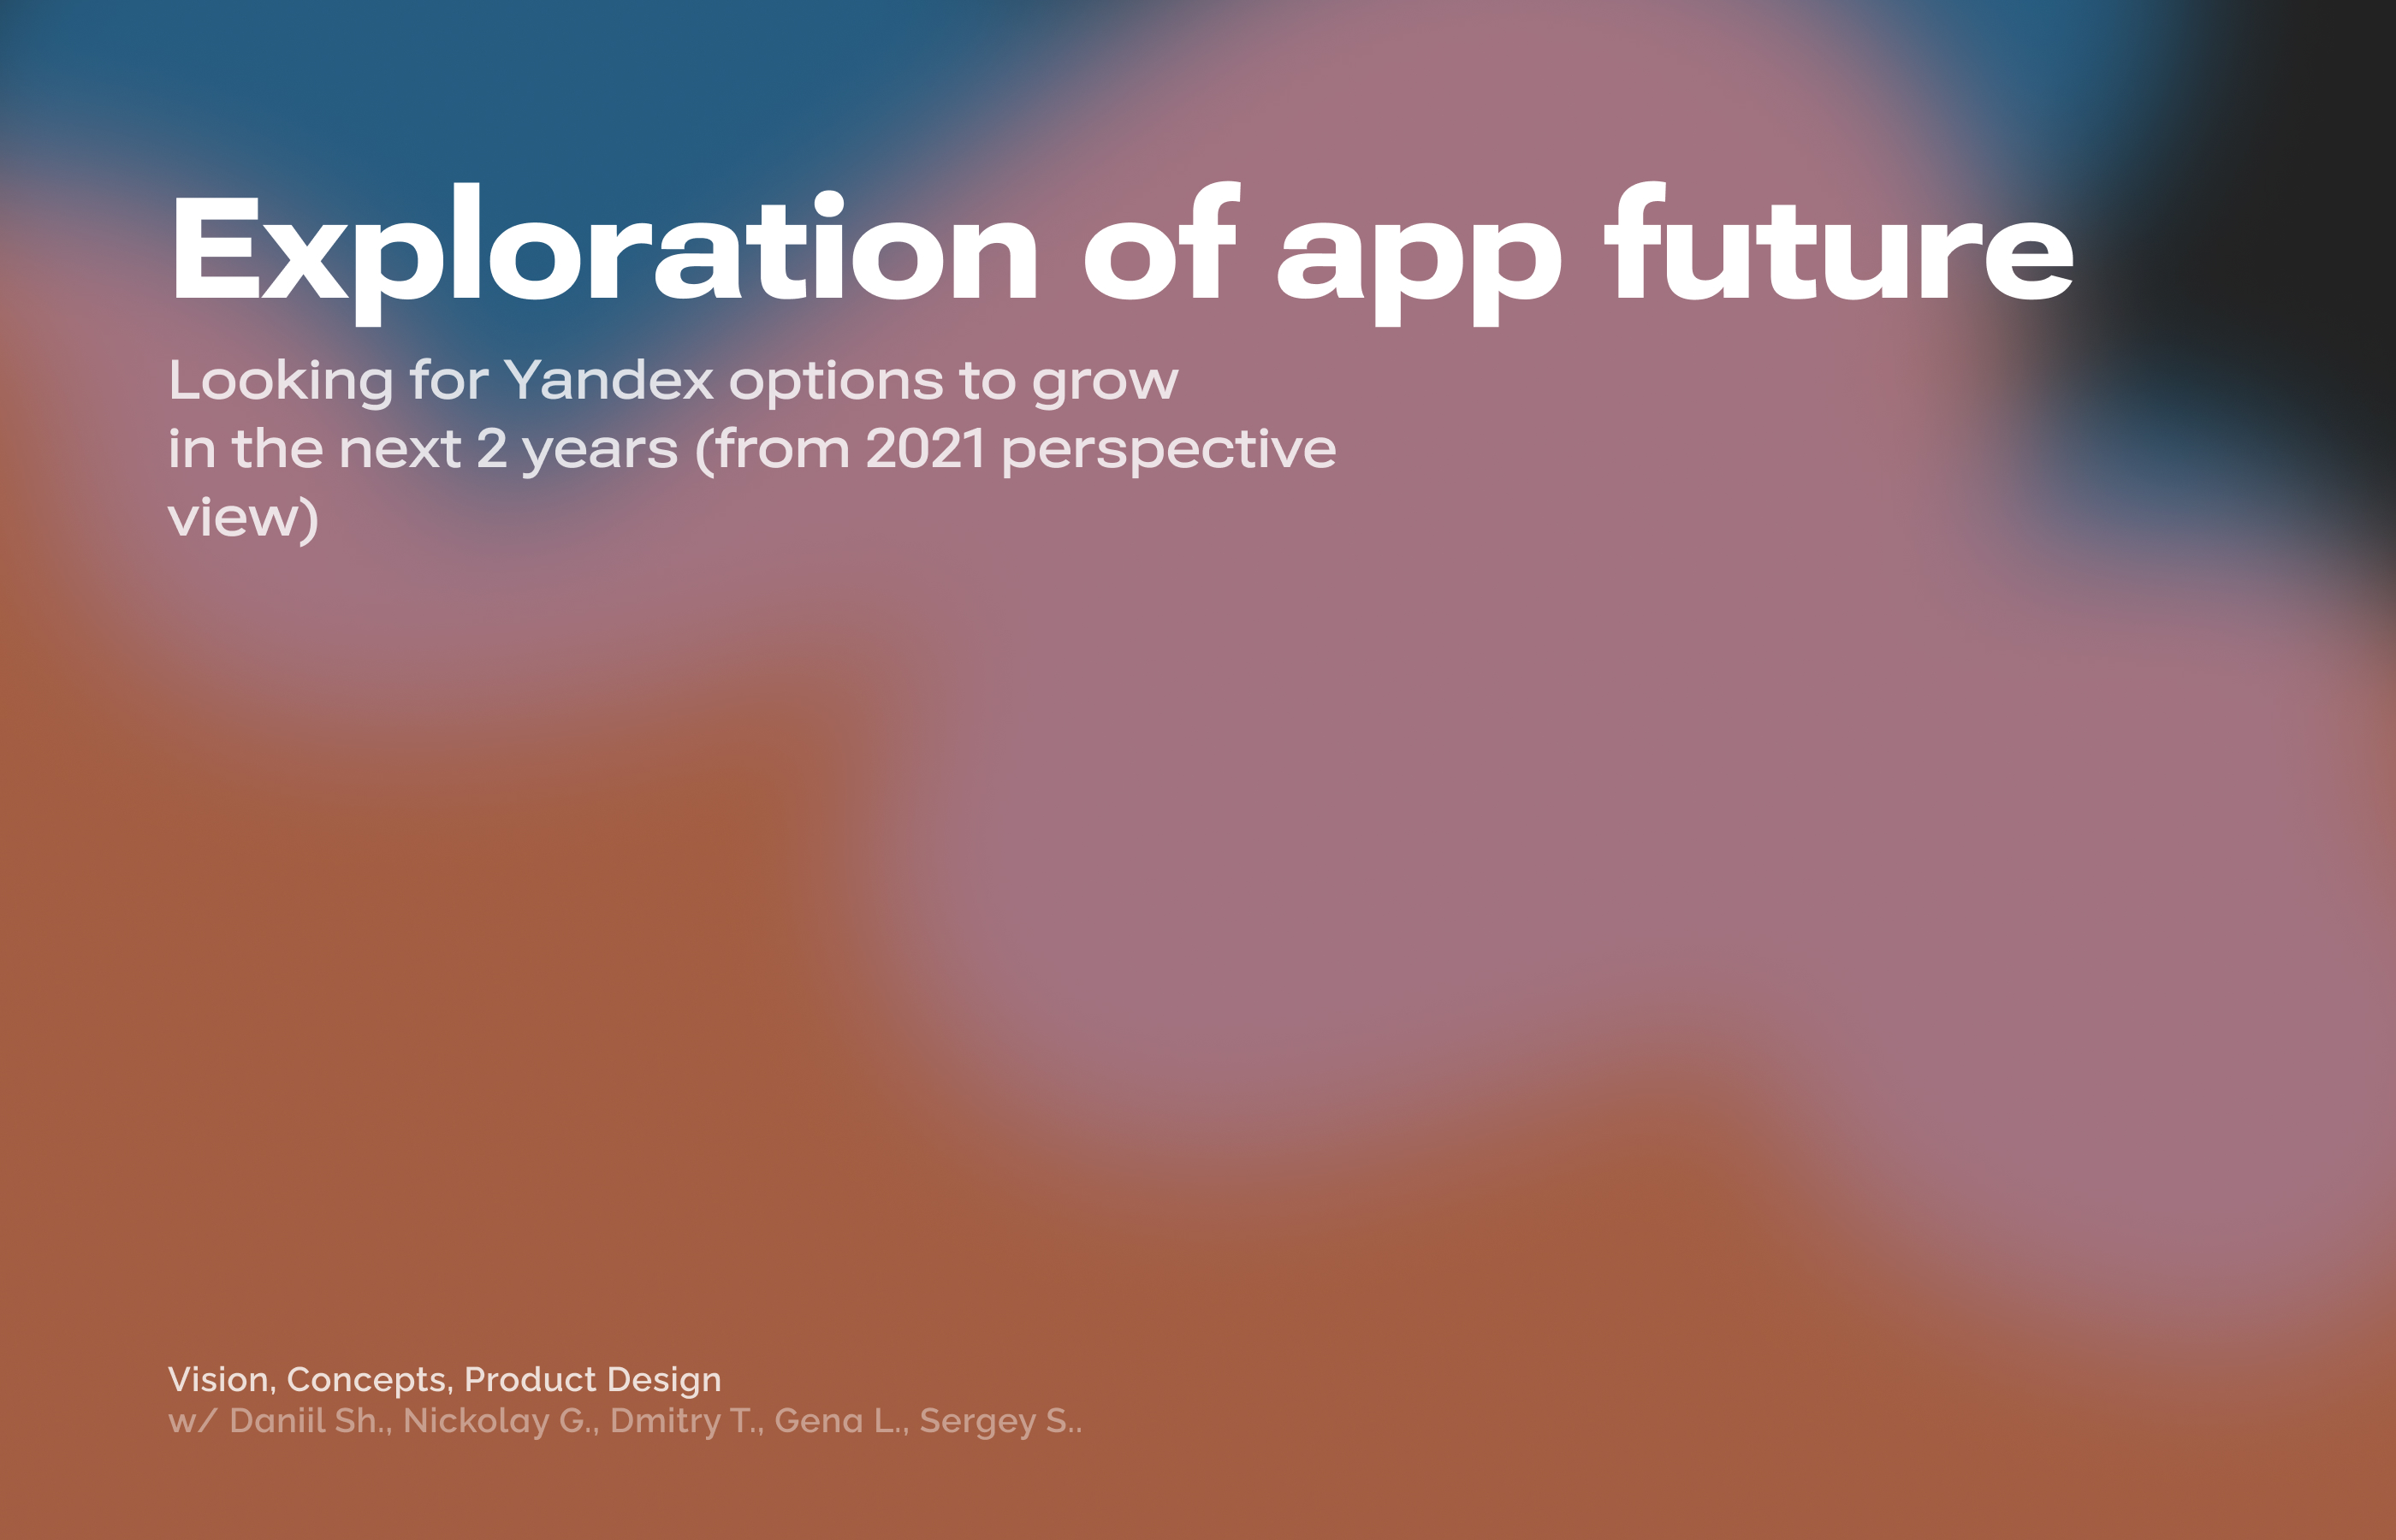 Exploration of app future
Looking for Yandex options to grow
in the next 2 years (from 2021 perspective
view)
Vision, Concepts, Product Design
w/ Daniil Sh., Nickolay G., Dmitry T., Gena L., Sergey S..